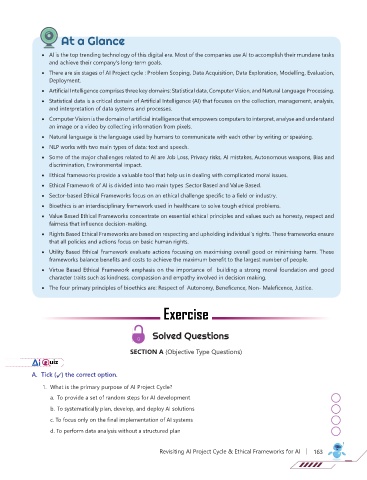 At a Glance
• AI is the top trending technology of this digital era. Most of the companies use AI to accomplish their mundane tasks
and achieve their company's long-term goals.
• There are six stages of AI Project cycle : Problem Scoping, Data Acquisition, Data Exploration, Modelling, Evaluation,
Deployment.
• Artificial Intelligence comprises three key domains: Statistical data, Computer Vision, and Natural Language Processing.
• Statistical data is a critical domain of Artificial Intelligence (AI) that focuses on the collection, management, analysis,
and interpretation of data systems and processes.
• Computer Vision is the domain of artificial intelligence that empowers computers to interpret, analyse and understand
an image or a video by collecting information from pixels.
• Natural language is the language used by humans to communicate with each other by writing or speaking.
• NLP works with two main types of data: text and speech.
• Some of the major challenges related to AI are Job Loss, Privacy risks, AI mistakes, Autonomous weapons, Bias and
discrimination, Environmental impact.
• Ethical frameworks provide a valuable tool that help us in dealing with complicated moral issues.
• Ethical Framework of AI is divided into two main types: Sector Based and Value Based.
• Sector-based Ethical Frameworks focus on an ethical challenge specific to a field or industry.
• Bioethics is an interdisciplinary framework used in healthcare to solve tough ethical problems.
• Value Based Ethical Frameworks concentrate on essential ethical principles and values such as honesty, respect and
fairness that influence decision-making.
• Rights Based Ethical Frameworks are based on respecting and upholding individual's rights. These frameworks ensure
that all policies and actions focus on basic human rights.
• Utility Based Ethical Framework evaluate actions focusing on maximising overall good or minimising harm. These
frameworks balance benefits and costs to achieve the maximum benefit to the largest number of people.
• Virtue Based Ethical Framework emphasis on the importance of building a strong moral foundation and good
character traits such as kindness, compassion and empathy involved in decision making.
• The four primary principles of bioethics are: Respect of Autonomy, Beneficence, Non- Maleficence, Justice.
Exercise
Solved Questions
SECTION A (Objective Type Questions)
Ai Quiz
A. Tick (✓) the correct option.
1. What is the primary purpose of AI Project Cycle?
a. To provide a set of random steps for AI development
b. To systematically plan, develop, and deploy AI solutions
c. To focus only on the final implementation of AI systems
d. To perform data analysis without a structured plan
Revisiting AI Project Cycle & Ethical Frameworks for AI | 163